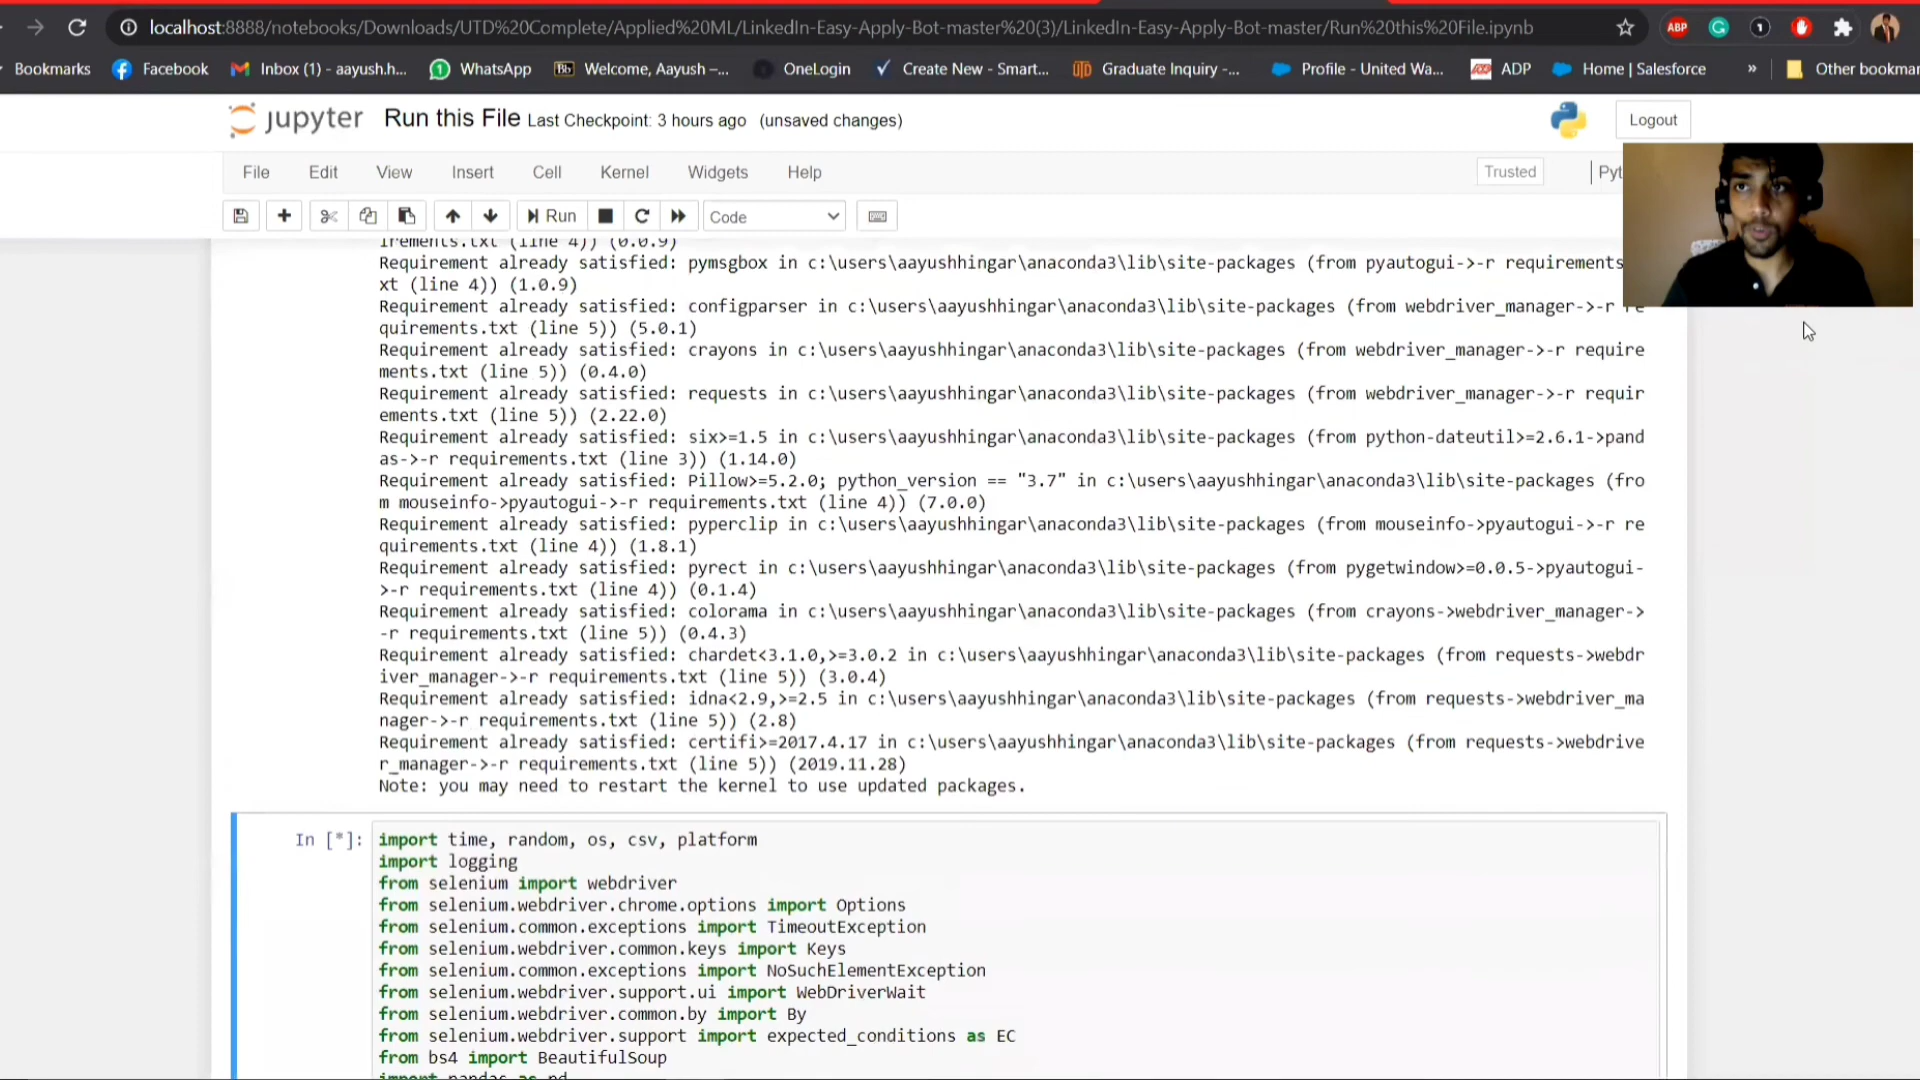 localhost:8888/notebooks/Downloads/UTD%20Complete/Applied%20ML/LinkedIn-Easy-Apply-Bot-master%20(3)/LinkedIn-Easy-Apply-Bot-master/Run%20this%20File.ipynb ABP
Bookmarks Facebook Inbox (1) - aayush.h... WhatsApp Bb Welcome, Aayush –... OneLogin Create New - Smart... UTD Graduate Inquiry -... Profile - United Wa... ADP Home | Salesforce » Other bookmar
jupyter Run this File Last Checkpoint: 3 hours ago (unsaved changes) Logout
File Edit View Insert Cell Kernel Widgets Help Trusted Pyt
Run Code
irements.txt (line 4)) (0.0.9)
Requirement already satisfied: pymsgbox in c:\users\aayushhingar\anaconda3\lib\site-packages (from pyautogui->-r requirements
xt (line 4)) (1.0.9)
Requirement already satisfied: configparser in c:\users\aayushhingar\anaconda3\lib\site-packages (from webdriver_manager->-r re
quirements.txt (line 5)) (5.0.1)
Requirement already satisfied: crayons in c:\users\aayushhingar\anaconda3\lib\site-packages (from webdriver_manager->-r require
ments.txt (line 5)) (0.4.0)
Requirement already satisfied: requests in c:\users\aayushhingar\anaconda3\lib\site-packages (from webdriver_manager->-r requir
ements.txt (line 5)) (2.22.0)
Requirement already satisfied: six>=1.5 in c:\users\aayushhingar\anaconda3\lib\site-packages (from python-dateutil>=2.6.1->pand
as->-r requirements.txt (line 3)) (1.14.0)
Requirement already satisfied: Pillow>=5.2.0; python_version == "3.7" in c:\users\aayushhingar\anaconda3\lib\site-packages (fro
m mouseinfo->pyautogui->-r requirements.txt (line 4)) (7.0.0)
Requirement already satisfied: pyperclip in c:\users\aayushhingar\anaconda3\lib\site-packages (from mouseinfo->pyautogui->-r re
quirements.txt (line 4)) (1.8.1)
Requirement already satisfied: pyrect in c:\users\aayushhingar\anaconda3\lib\site-packages (from pygetwindow>=0.0.5->pyautogui-
>-r requirements.txt (line 4)) (0.1.4)
Requirement already satisfied: colorama in c:\users\aayushhingar\anaconda3\lib\site-packages (from crayons->webdriver_manager->
-r requirements.txt (line 5)) (0.4.3)
Requirement already satisfied: chardet<3.1.0,>=3.0.2 in c:\users\aayushhingar\anaconda3\lib\site-packages (from requests->webdr
iver_manager->-r requirements.txt (line 5)) (3.0.4)
Requirement already satisfied: idna<2.9,>=2.5 in c:\users\aayushhingar\anaconda3\lib\site-packages (from requests->webdriver_ma
nager->-r requirements.txt (line 5)) (2.8)
Requirement already satisfied: certifi>=2017.4.17 in c:\users\aayushhingar\anaconda3\lib\site-packages (from requests->webdrive
r_manager->-r requirements.txt (line 5)) (2019.11.28)
Note: you may need to restart the kernel to use updated packages.
In [*]: import time, random, os, csv, platform
import logging
from selenium import webdriver
from selenium.webdriver.chrome.options import Options
from selenium.common.exceptions import TimeoutException
from selenium.webdriver.common.keys import Keys
from selenium.common.exceptions import NoSuchElementException
from selenium.webdriver.support.ui import WebDriverWait
from selenium.webdriver.common.by import By
from selenium.webdriver.support import expected_conditions as EC
from bs4 import BeautifulSoup
import pandas as pd